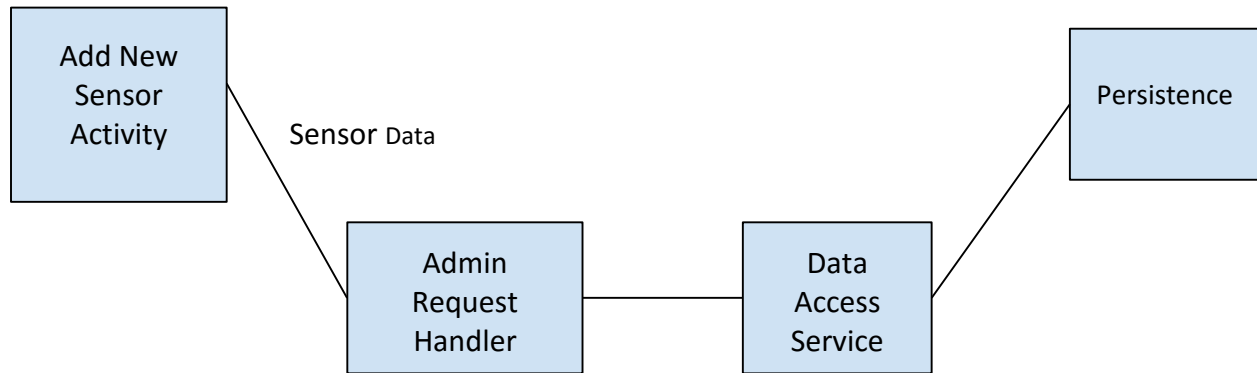 Add New
Sensor
Activity
Persistence
Sensor Data
Admin
Request
Handler
Data
Access
Service